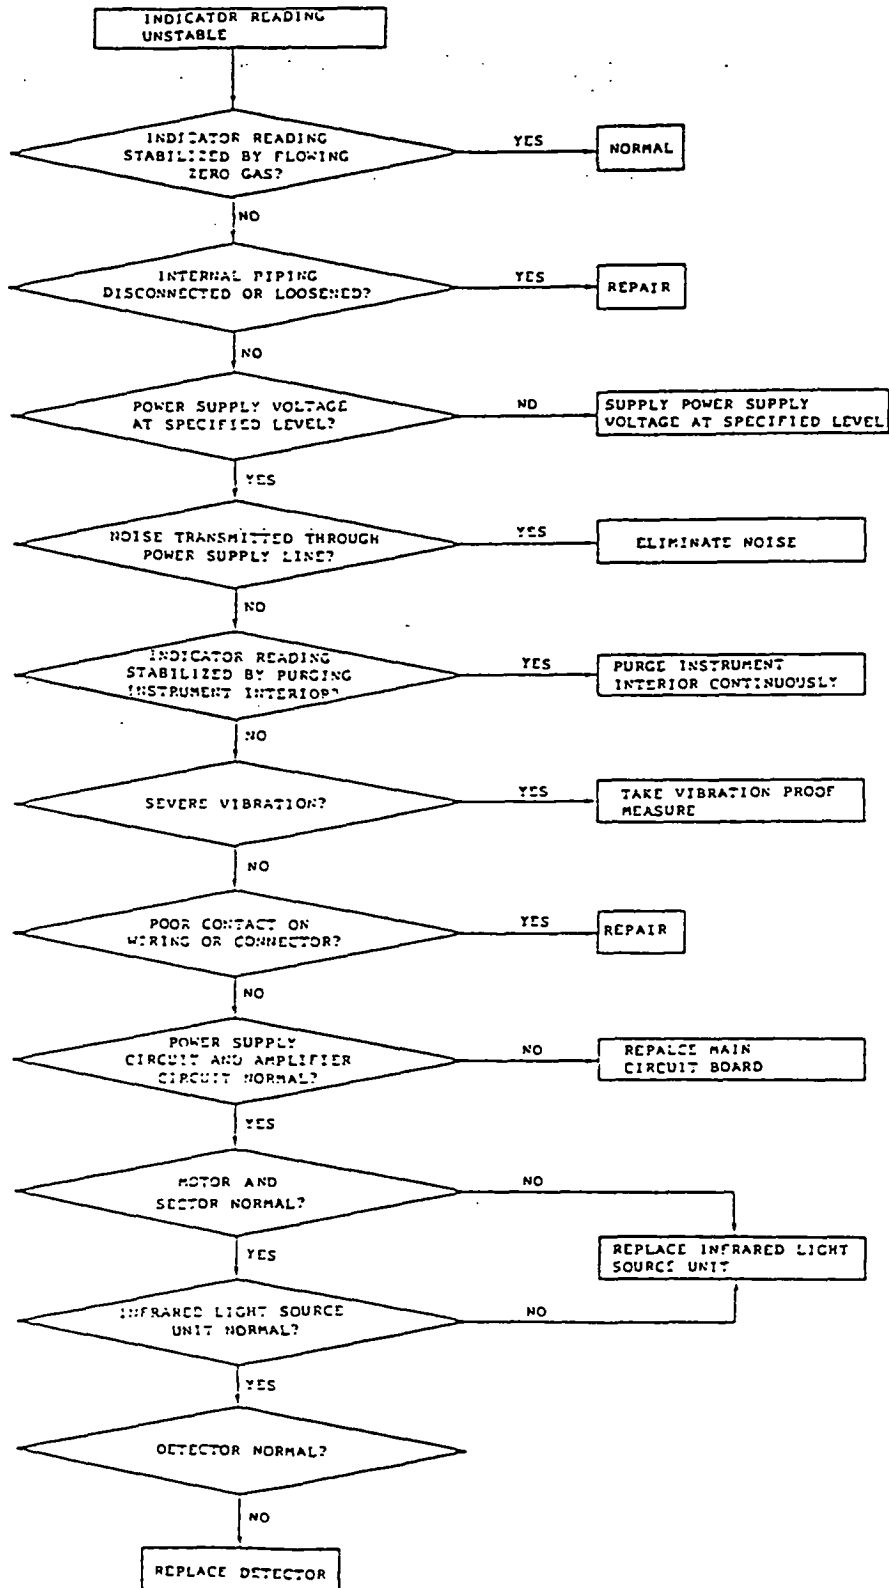 INDICATOR READING
UNSTABLE
INDICATOR READING
STABILIZED BY FLOWING
ZERO GAS?
YES
NORMAL
NO
INTERNAL PIPING
DISCONNECTED OR LOOSENED?
YES
REPAIR
NO
POWER SUPPLY VOLTAGE
AT SPECIFIED LEVEL?
NO
SUPPLY POWER SUPPLY
VOLTAGE AT SPECIFIED LEVEL
YES
NOISE TRANSMITTED THROUGH
POWER SUPPLY LINE?
YES
ELIMINATE NOISE
NO
INDICATOR READING
STABILIZED BY PURGING
INSTRUMENT INTERIOR?
YES
PURGE INSTRUMENT
INTERIOR CONTINUOUSLY
NO
SEVERE VIBRATION?
YES
TAKE VIBRATION PROOF
MEASURE
NO
POOR CONTACT ON
WIRING OR CONNECTOR?
YES
REPAIR
NO
POWER SUPPLY
CIRCUIT AND AMPLIFIER
CIRCUIT NORMAL?
NO
REPALCE MAIN
CIRCUIT BOARD
YES
MOTOR AND
SECTOR NORMAL?
NO
YES
REPLACE INFRARED LIGHT
SOURCE UNIT
INFRARED LIGHT SOURCE
UNIT NORMAL?
NO
YES
DETECTOR NORMAL?
NO
REPLACE DETECTOR